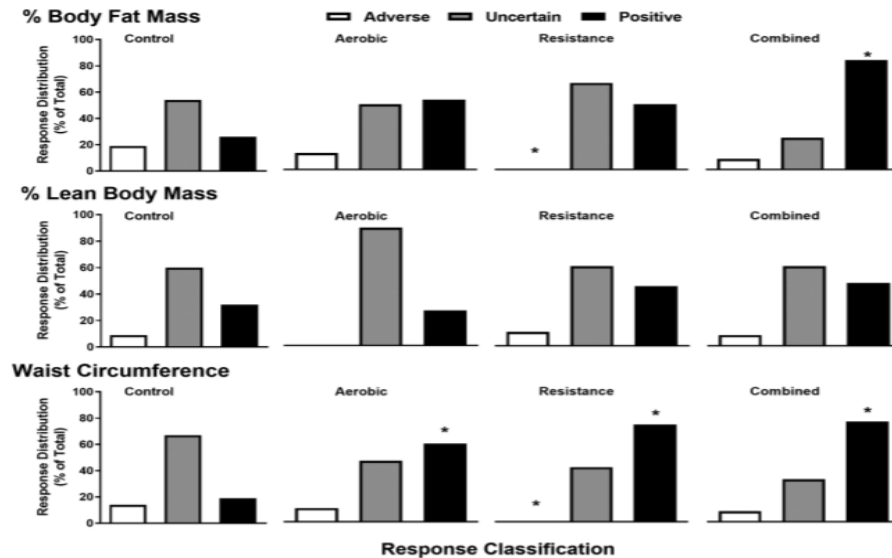 % Body Fat Mass
Adverse Uncertain Positive
Control Aerobic Resistance Combined
Response Distribution
(% of Total)
100
80
60
40
20
0
*
*
% Lean Body Mass
Control Aerobic Resistance Combined
Response Distribution
(% of Total)
100
80
60
40
20
0
Waist Circumference
Control Aerobic Resistance Combined
Response Distribution
(% of Total)
100
80
60
40
20
0
*
*
*
*
Response Classification